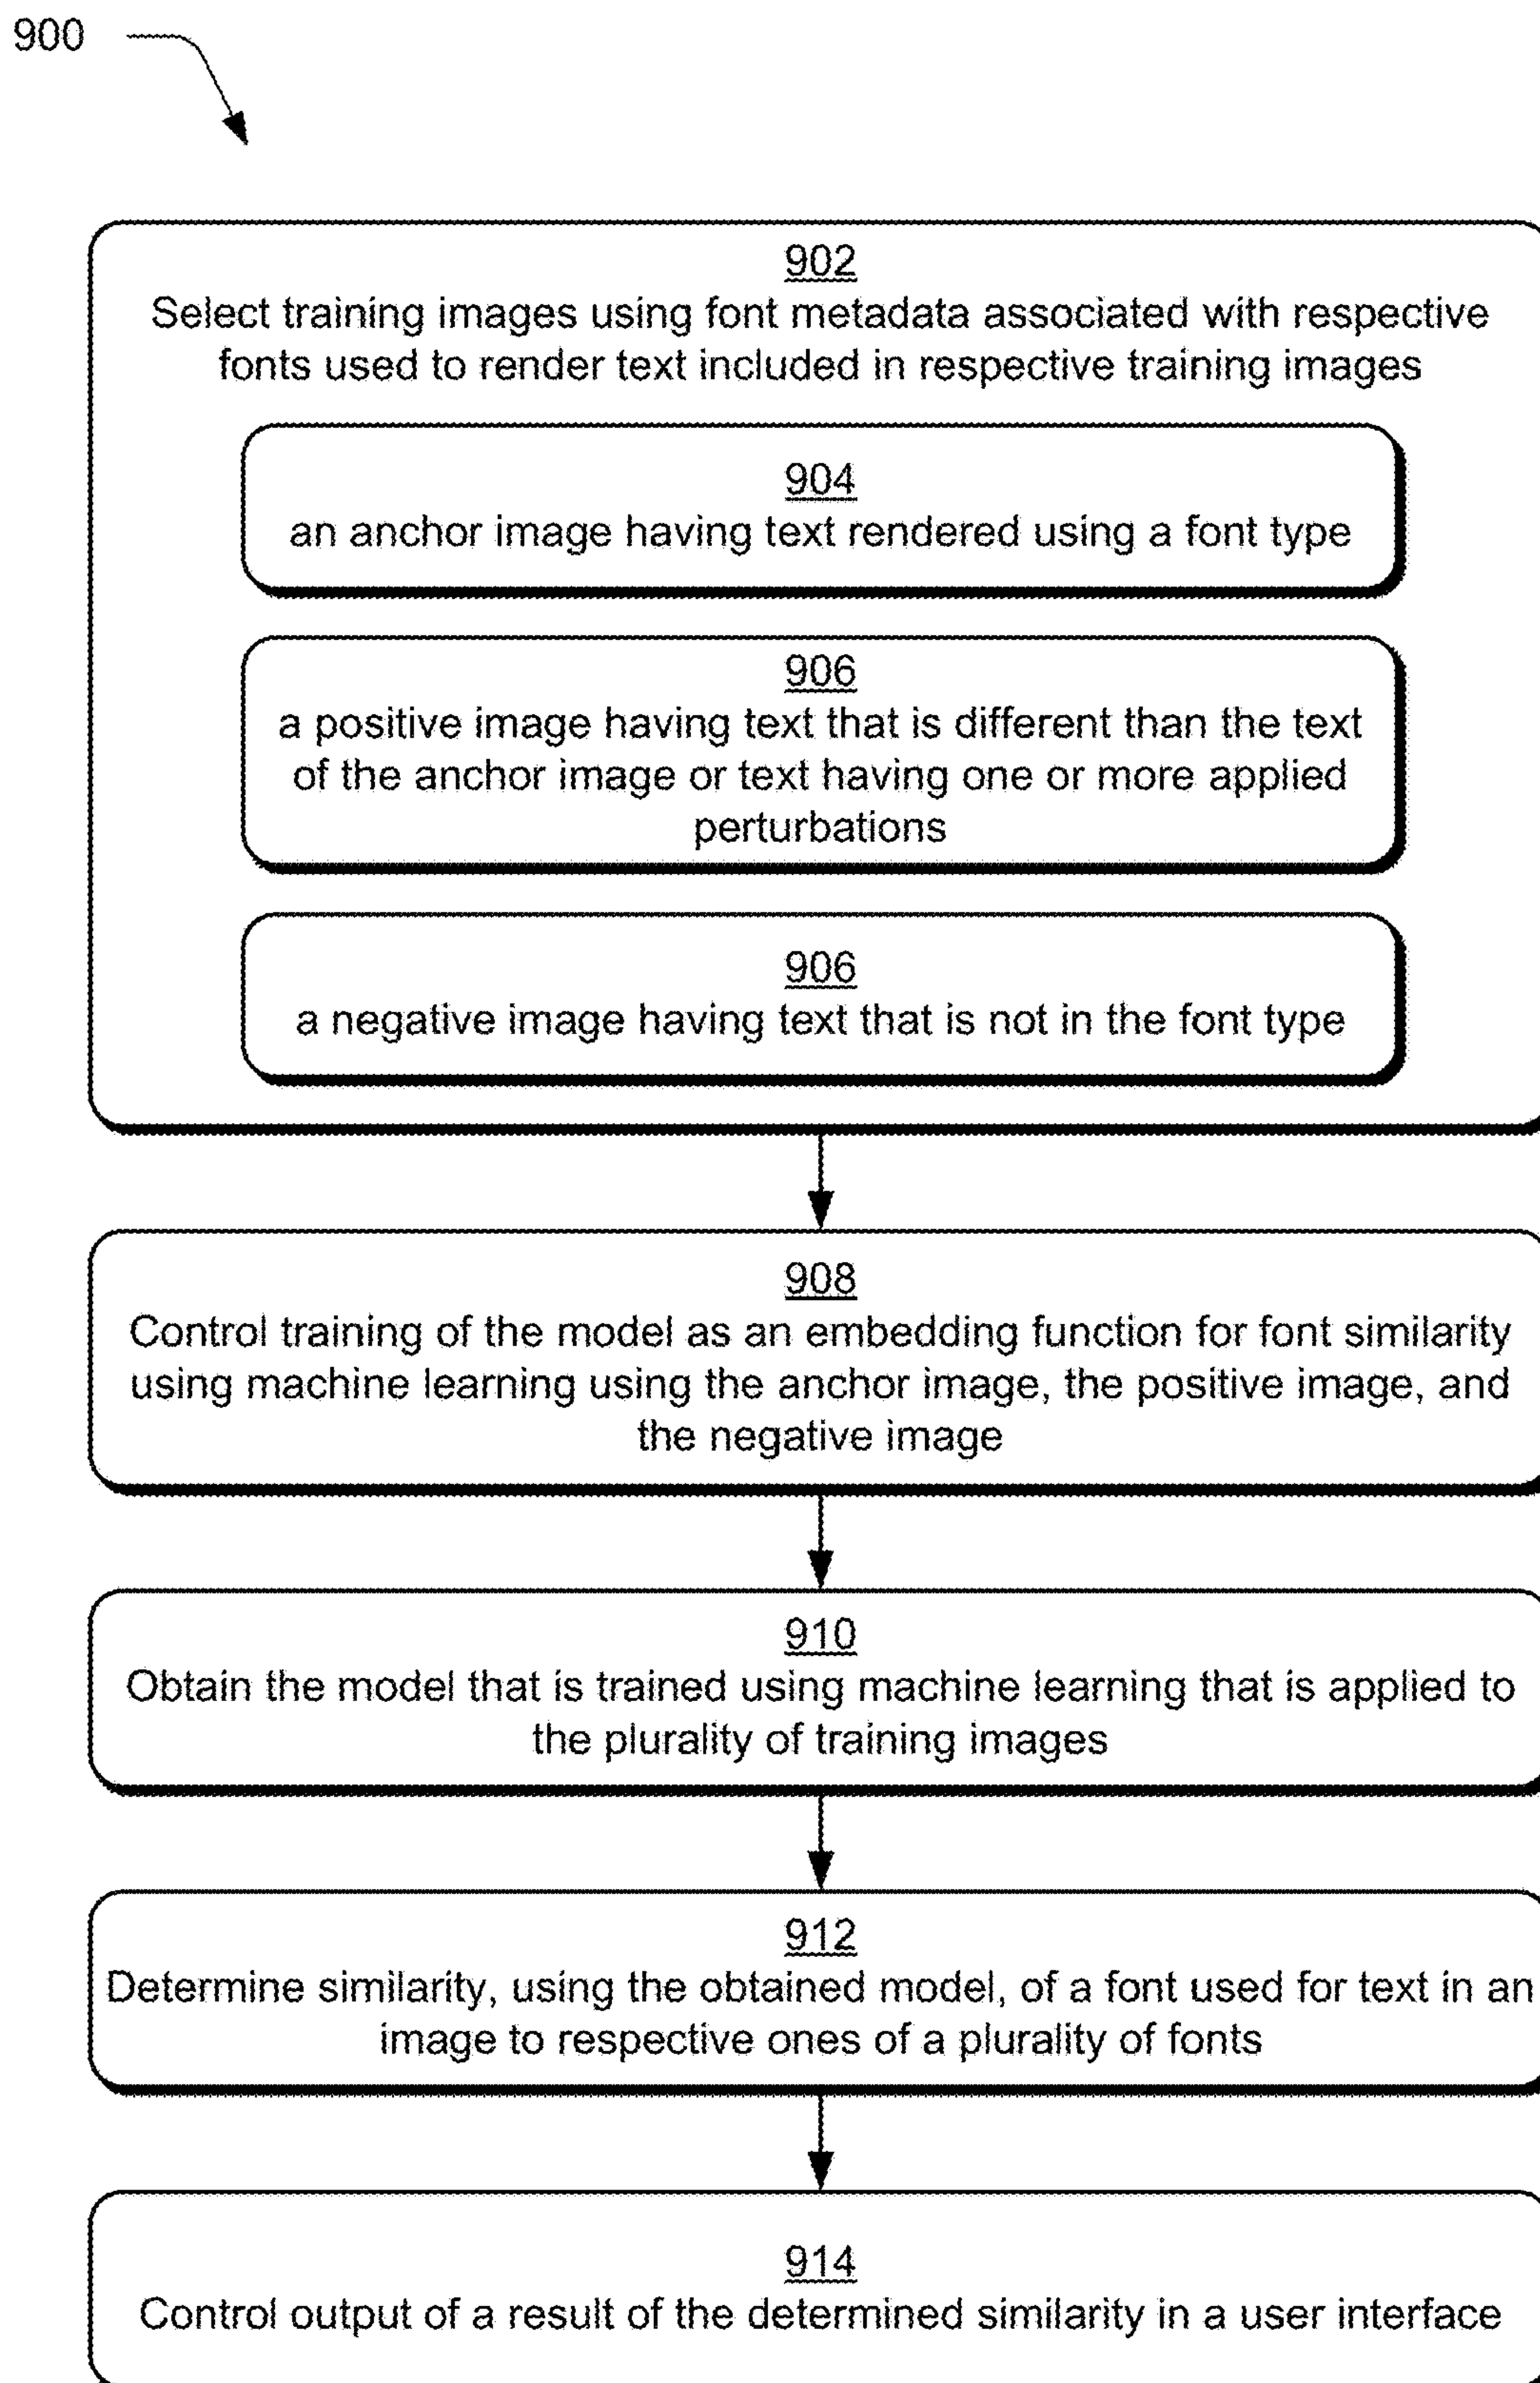 900
902
Select training images using font metadata associated with respective
fonts used to render text included in respective training images
904
an anchor image having text rendered using a font type
906
a positive image having text that is different than the text
of the anchor image or text having one or more applied
perturbations
906
a negative image having text that is not in the font type
908
Control training of the model as an embedding function for font similarity
using machine learning using the anchor image, the positive image, and
the negative image
910
Obtain the model that is trained using machine learning that is applied to
the plurality of training images
912
Determine similarity, using the obtained model, of a font used for text in an
image to respective ones of a plurality of fonts
914
Control output of a result of the determined similarity in a user interface